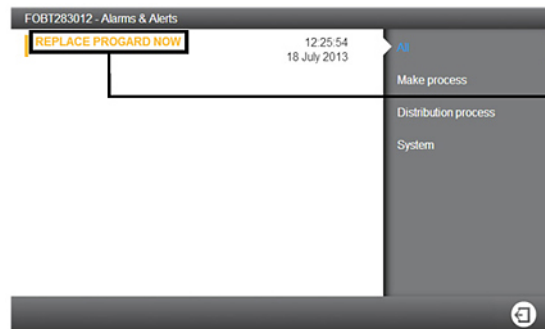 FOBT283012 - Alarms & Alerts
REPLACE PROGARD NOW
12:25:54
18 July 2013
All
Make process
Distribution process
System